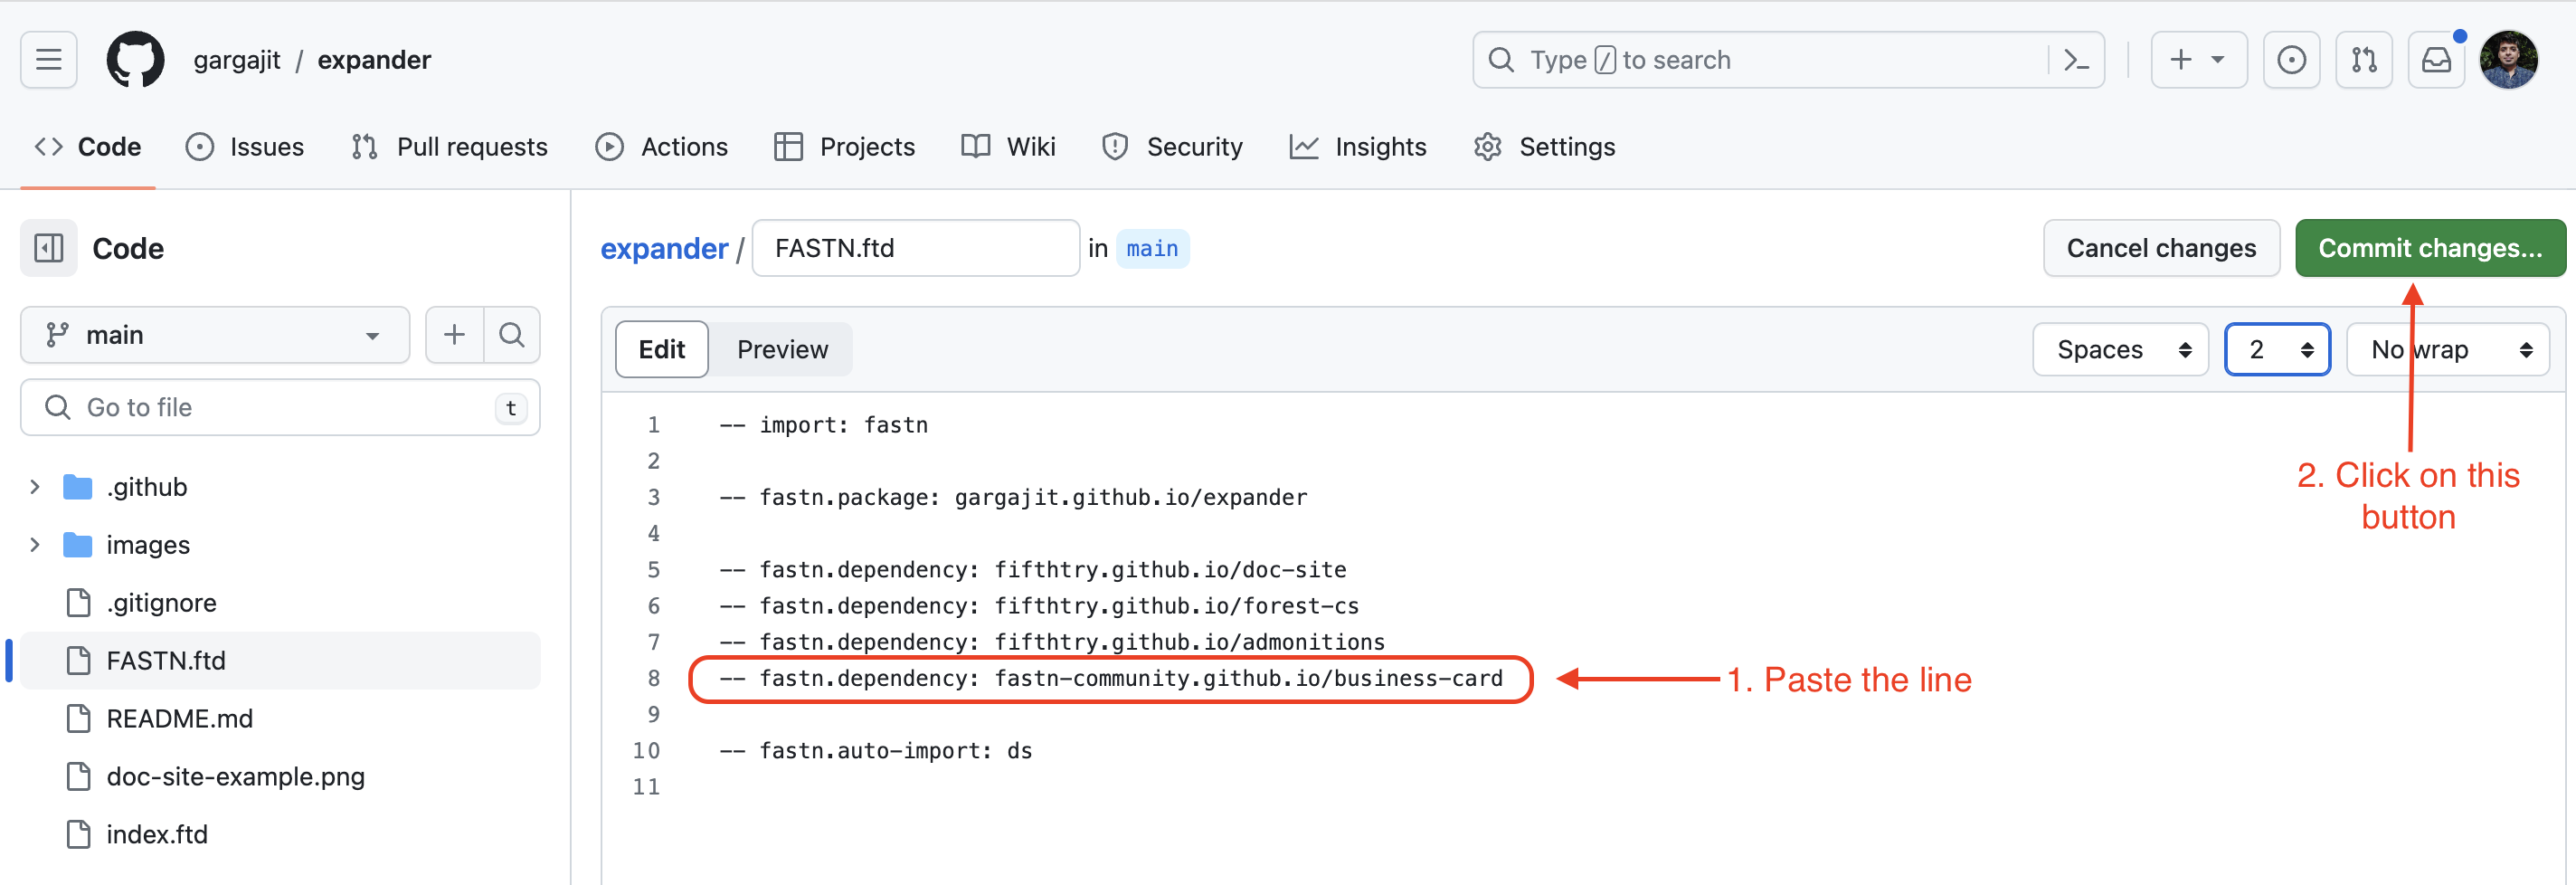 gargajit / expander
Type / to search
Code
Issues
Pull requests
Actions
Projects
Wiki
Security
Insights
Settings
Code
expander / FASTN.ftd in main
Cancel changes
Commit changes...
main
Edit
Preview
Spaces
2
No wrap
Go to file
t
.github
images
.gitignore
FASTN.ftd
README.md
doc-site-example.png
index.ftd
1 -- import: fastn
2
3 -- fastn.package: gargajit.github.io/expander
4
5 -- fastn.dependency: fifthtry.github.io/doc-site
6 -- fastn.dependency: fifthtry.github.io/forest-cs
7 -- fastn.dependency: fifthtry.github.io/admonitions
8 -- fastn.dependency: fastn-community.github.io/business-card
9
10 -- fastn.auto-import: ds
11
1. Paste the line
2. Click on this
button